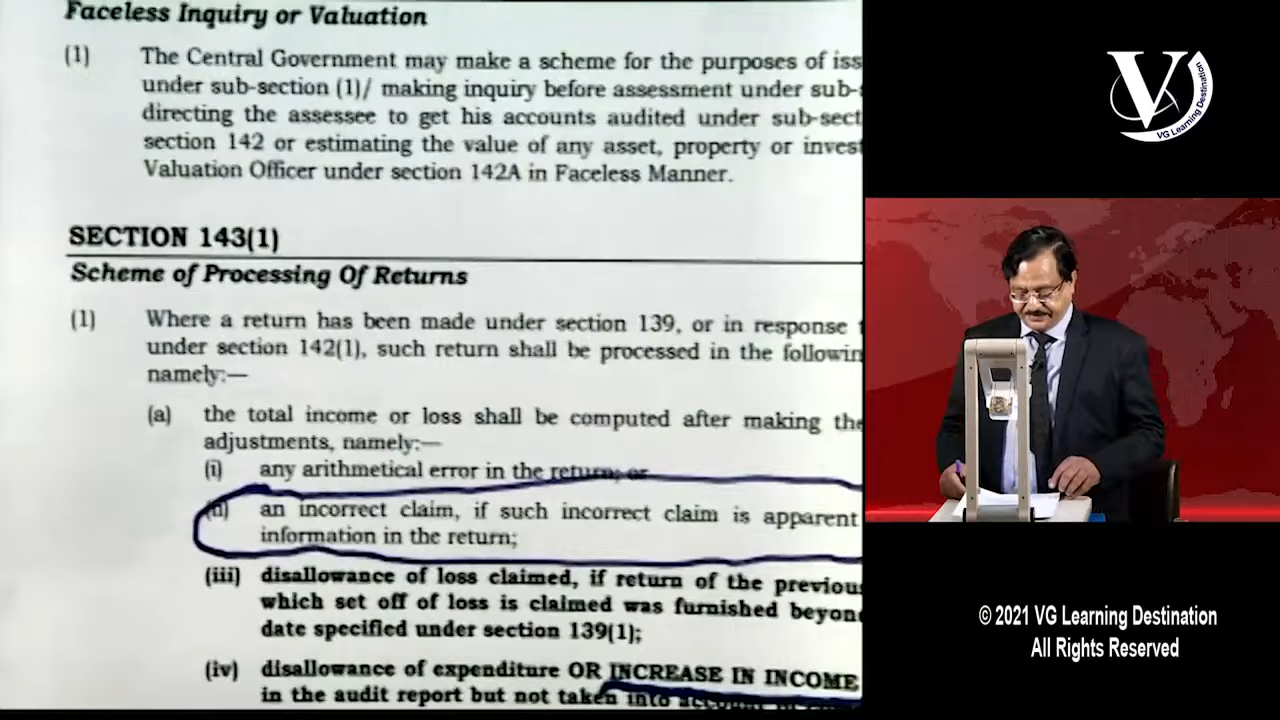 Faceless Inquiry or Valuation
(1) The Central Government may make a scheme for the purposes of iss
under sub-section (1)/ making inquiry before assessment under sub-
directing the assessee to get his accounts audited under sub-sect
section 142 or estimating the value of any asset, property or invest
Valuation Officer under section 142A in Faceless Manner.
SECTION 143(1)
Scheme of Processing Of Returns
(1) Where a return has been made under section 139, or in response
under section 142(1), such return shall be processed in the followin
namely:—
(a) the total income or loss shall be computed after making the
adjustments, namely:—
(i) any arithmetical error in the return; or
(ii) an incorrect claim, if such incorrect claim is apparent
information in the return;
(iii) disallowance of loss claimed, if return of the previous
which set off of loss is claimed was furnished beyon
date specified under section 139(1);
(iv) disallowance of expenditure OR INCREASE IN INCOME
in the audit report but not taken into account in
V
VG Learning Destination
© 2021 VG Learning Destination
All Rights Reserved